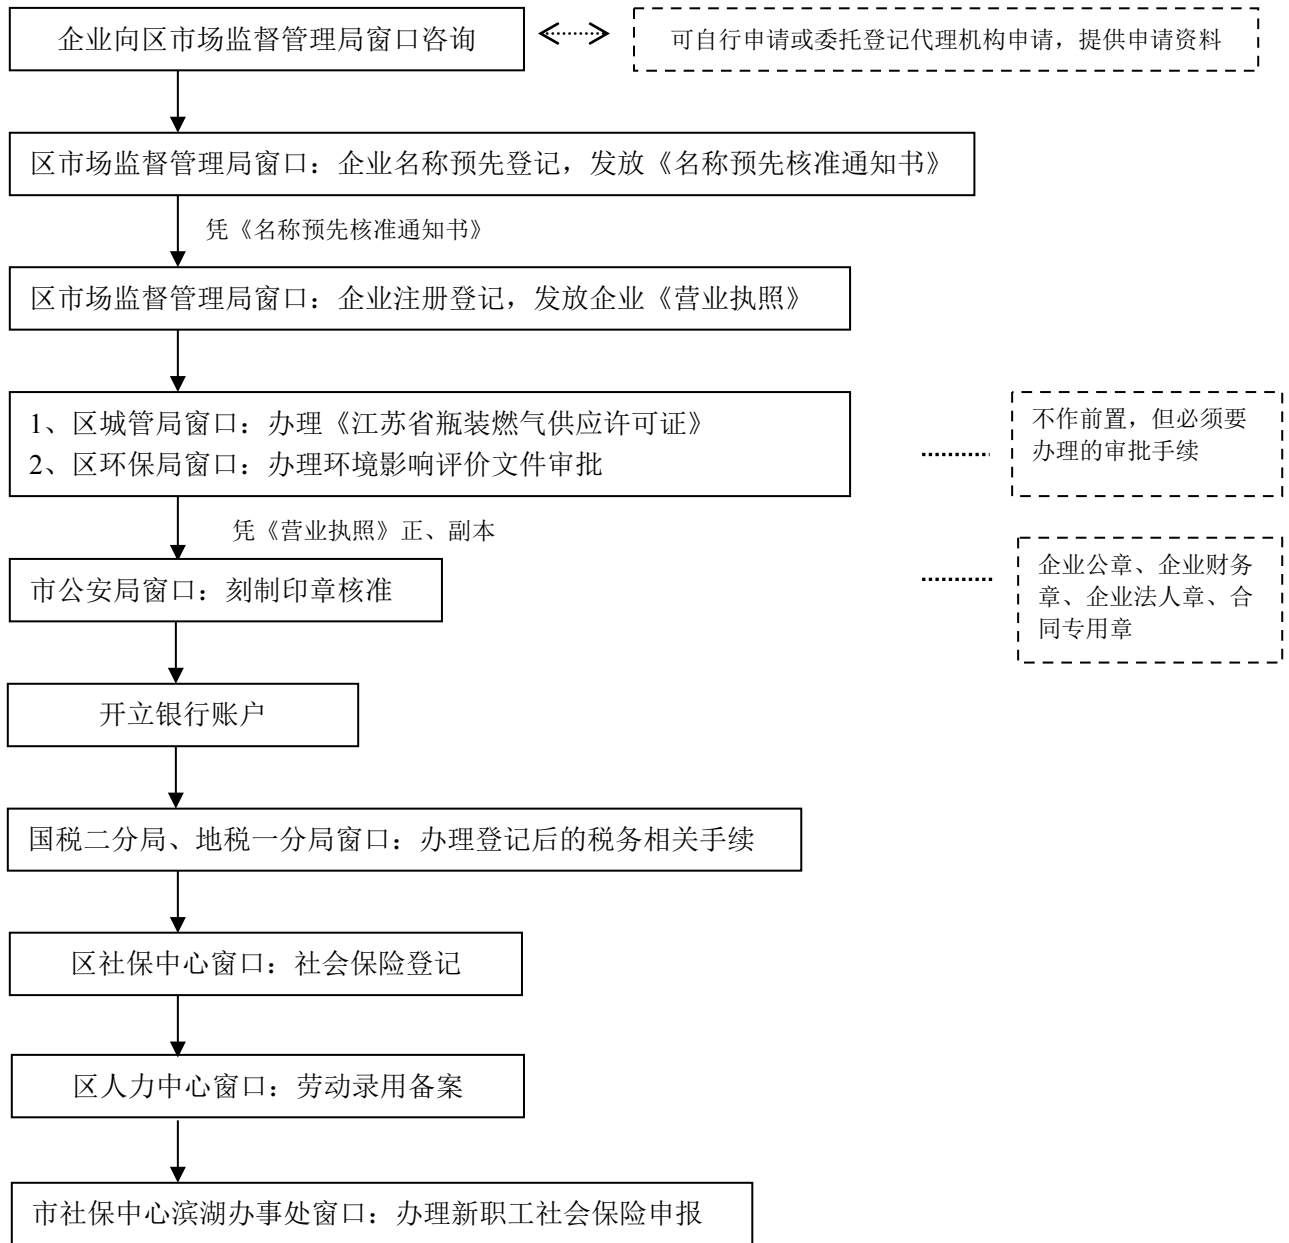 企业向区市场监督管理局窗口咨询
可自行申请或委托登记代理机构申请，提供申请资料
区市场监督管理局窗口：企业名称预先登记，发放《名称预先核准通知书》
凭《名称预先核准通知书》
区市场监督管理局窗口：企业注册登记，发放企业《营业执照》
1、区城管局窗口：办理《江苏省瓶装燃气供应许可证》
2、区环保局窗口：办理环境影响评价文件审批
不作前置，但必须要
办理的审批手续
凭《营业执照》正、副本
市公安局窗口：刻制印章核准
企业公章、企业财务
章、企业法人章、合
同专用章
开立银行账户
国税二分局、地税一分局窗口：办理登记后的税务相关手续
区社保中心窗口：社会保险登记
区人力中心窗口：劳动录用备案
市社保中心滨湖办事处窗口：办理新职工社会保险申报